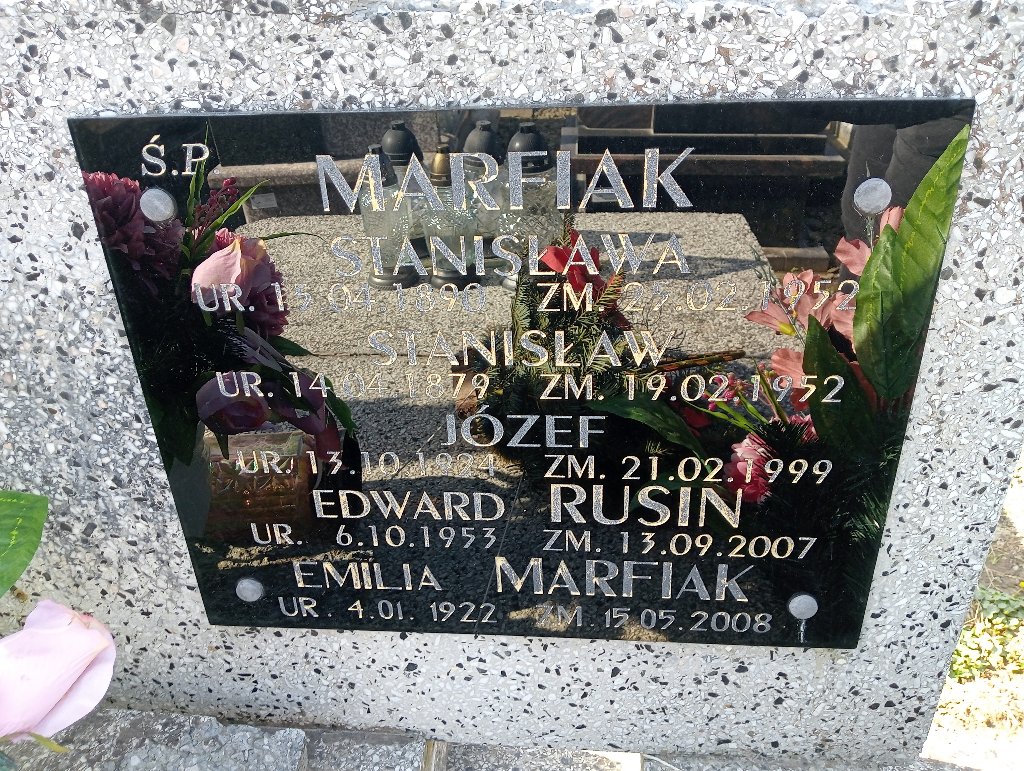 Ś.P
MARFIAK
STANISŁAWA
UR. 13.04.1890 ZM. 27.02.1952
STANISŁAW
UR. 14.04.1879 ZM. 19.02.1952
JÓZEF
UR. 13.10.1924 ZM. 21.02.1999
EDWARD RUSIN
UR. 6.10.1953 ZM. 13.09.2007
EMILIA MARFIAK
UR. 4.01.1922 ZM. 15.05.2008